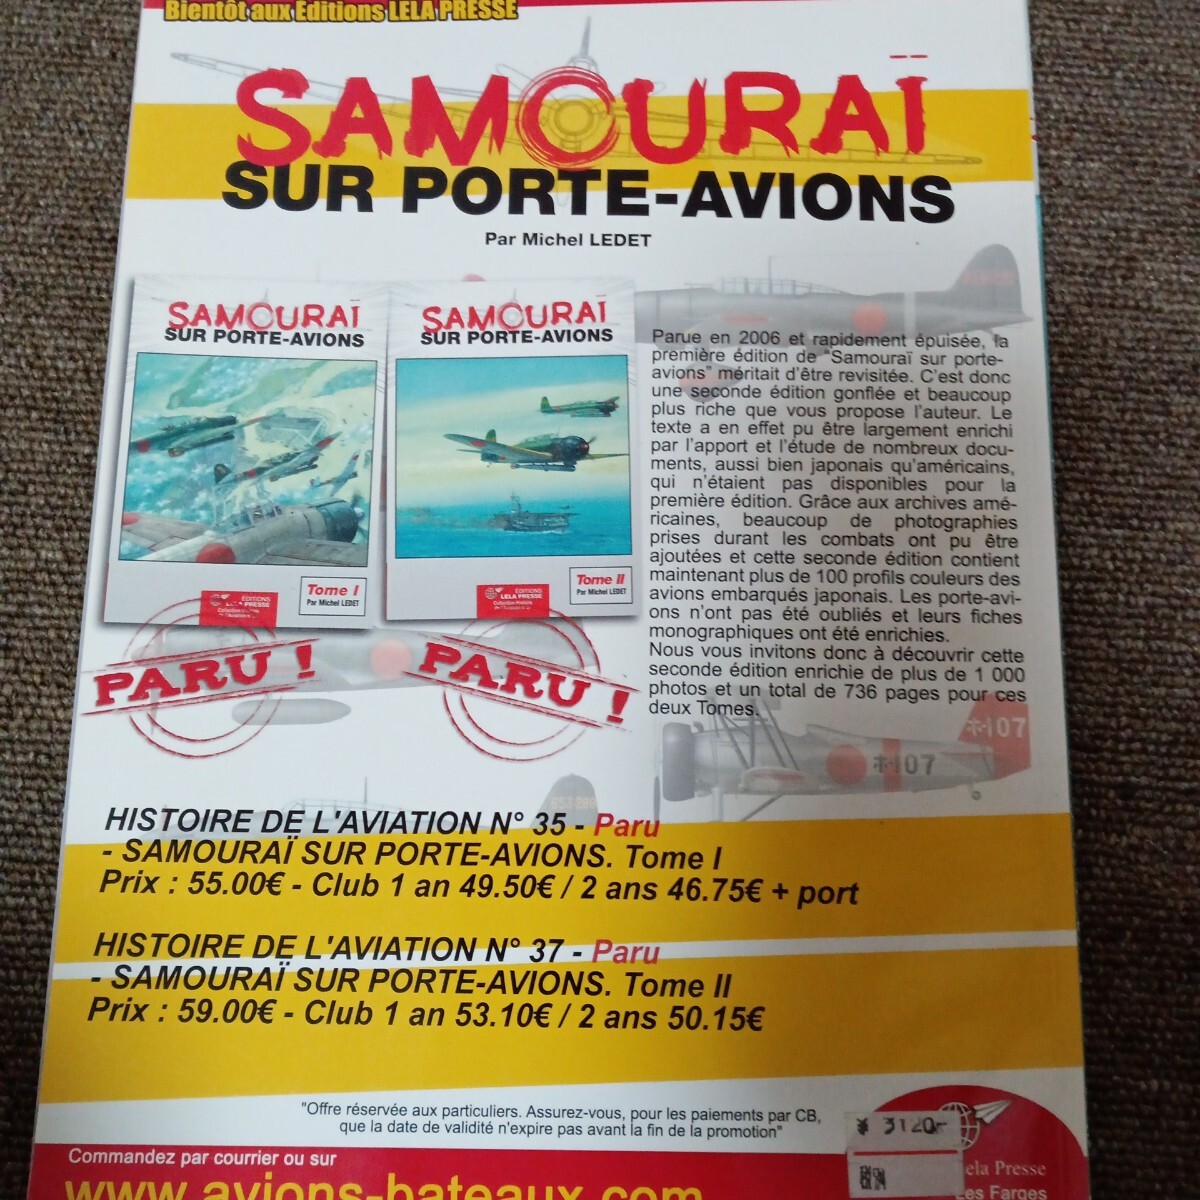 Bientôt aux Editions LELA PRESSE
SAMOURAÏ
SUR PORTE-AVIONS
Par Michel LEDET
SAMOURAÏ
SUR PORTE-AVIONS
Tome I
Par Michel LEDET
EDITIONS
LELA PRESSE
SAMOURAÏ
SUR PORTE-AVIONS
Tome II
Par Michel LEDET
EDITIONS
LELA PRESSE
PARU !
PARU !
Parue en 2006 et rapidement épuisée, la
première édition de "Samouraï sur porte-
avions" méritait d'être revisitée. C'est donc
une seconde édition gonflée et beaucoup
plus riche que vous propose l'auteur. Le
texte a en effet pu être largement enrichi
par l'apport et l'étude de nombreux docu-
ments, aussi bien japonais qu'américains,
qui n'étaient pas disponibles pour la
première édition. Grâce aux archives amé-
ricaines, beaucoup de photographies
prises durant les combats ont pu être
ajoutées et cette seconde édition contient
maintenant plus de 100 profils couleurs des
avions embarqués japonais. Les porte-avi-
ons n'ont pas été oubliés et leurs fiches
monographiques ont été enrichies.
Nous vous invitons donc à découvrir cette
seconde édition enrichie de plus de 1 000
photos et un total de 736 pages pour ces
deux Tomes.
ホ-107
ホ-107
HISTOIRE DE L'AVIATION N° 35 - Paru
- SAMOURAÏ SUR PORTE-AVIONS. Tome I
Prix : 55.00€ - Club 1 an 49.50€ / 2 ans 46.75€ + port
HISTOIRE DE L'AVIATION N° 37 - Paru
- SAMOURAÏ SUR PORTE-AVIONS. Tome II
Prix : 59.00€ - Club 1 an 53.10€ / 2 ans 50.15€
"Offre réservée aux particuliers. Assurez-vous, pour les paiements par CB,
que la date de validité n'expire pas avant la fin de la promotion"
¥ 3120-
Commandez par courrier ou sur
www.avions-bateaux.com
ela Presse
es Farges